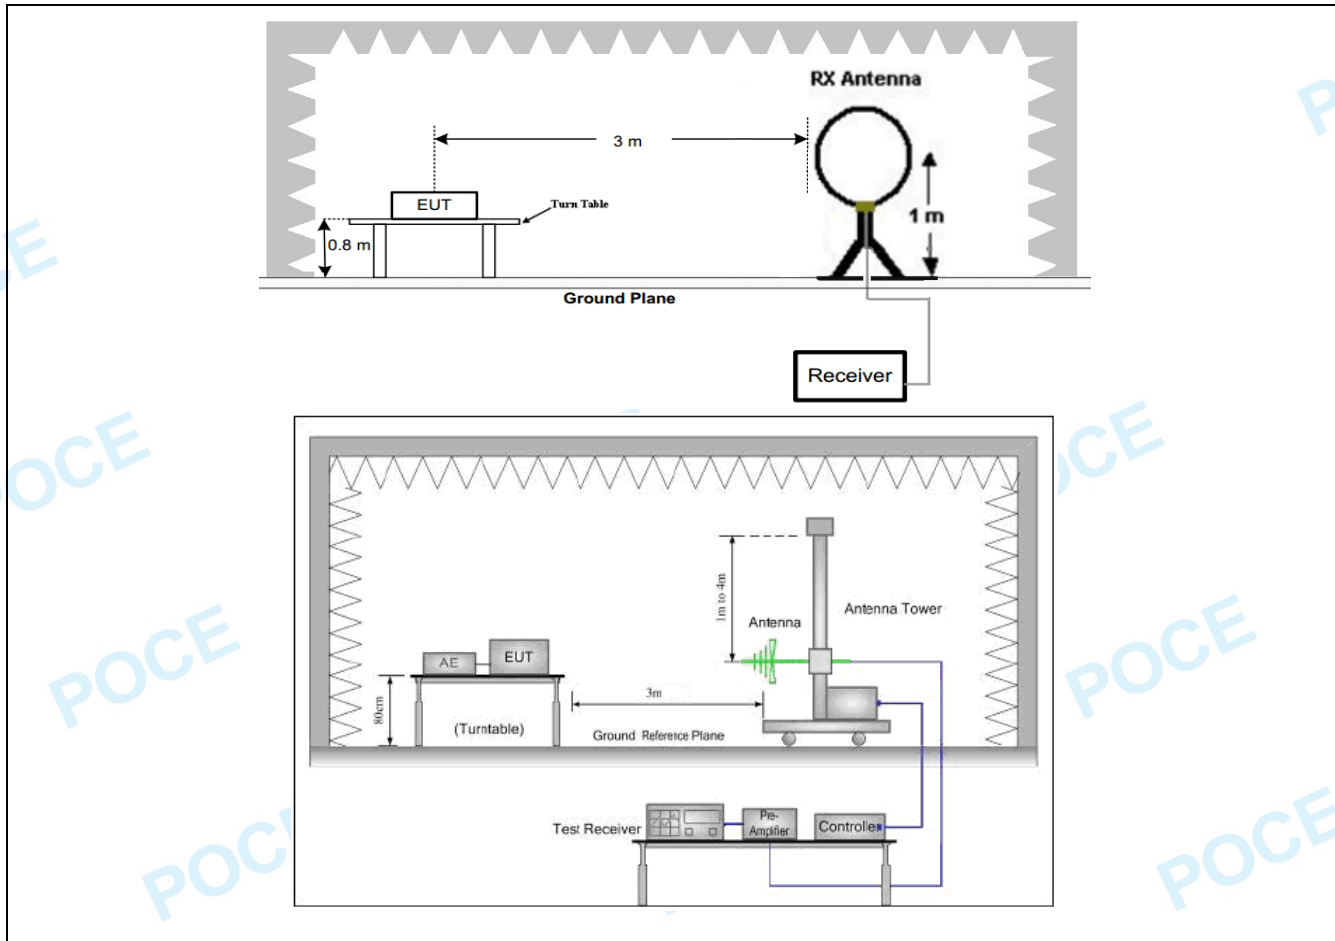 RX Antenna
3 m
EUT
Turn Table
0.8 m
1 m
Ground Plane
Receiver
1m to 4m
Antenna Tower
Antenna
AE
EUT
3m
80cm
(Turntable)
Ground Reference Plane
Test Receiver
Pre-
Amplifier
Controller
POCE
POCE
POCE
POCE
POCE
POCE